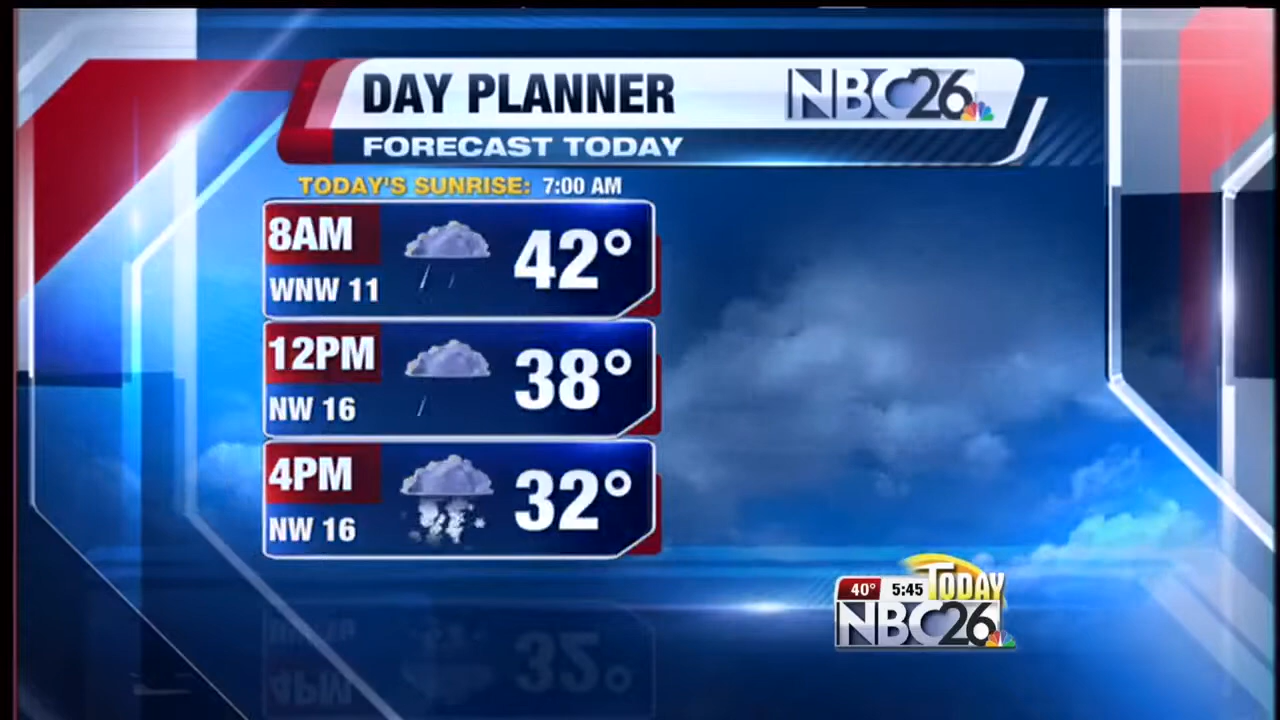 DAY PLANNER
NBC26
FORECAST TODAY
TODAY'S SUNRISE: 7:00 AM
8AM
42°
WNW 11
12PM
38°
NW 16
4PM
32°
NW 16
40° 5:45 TODAY
NBC26